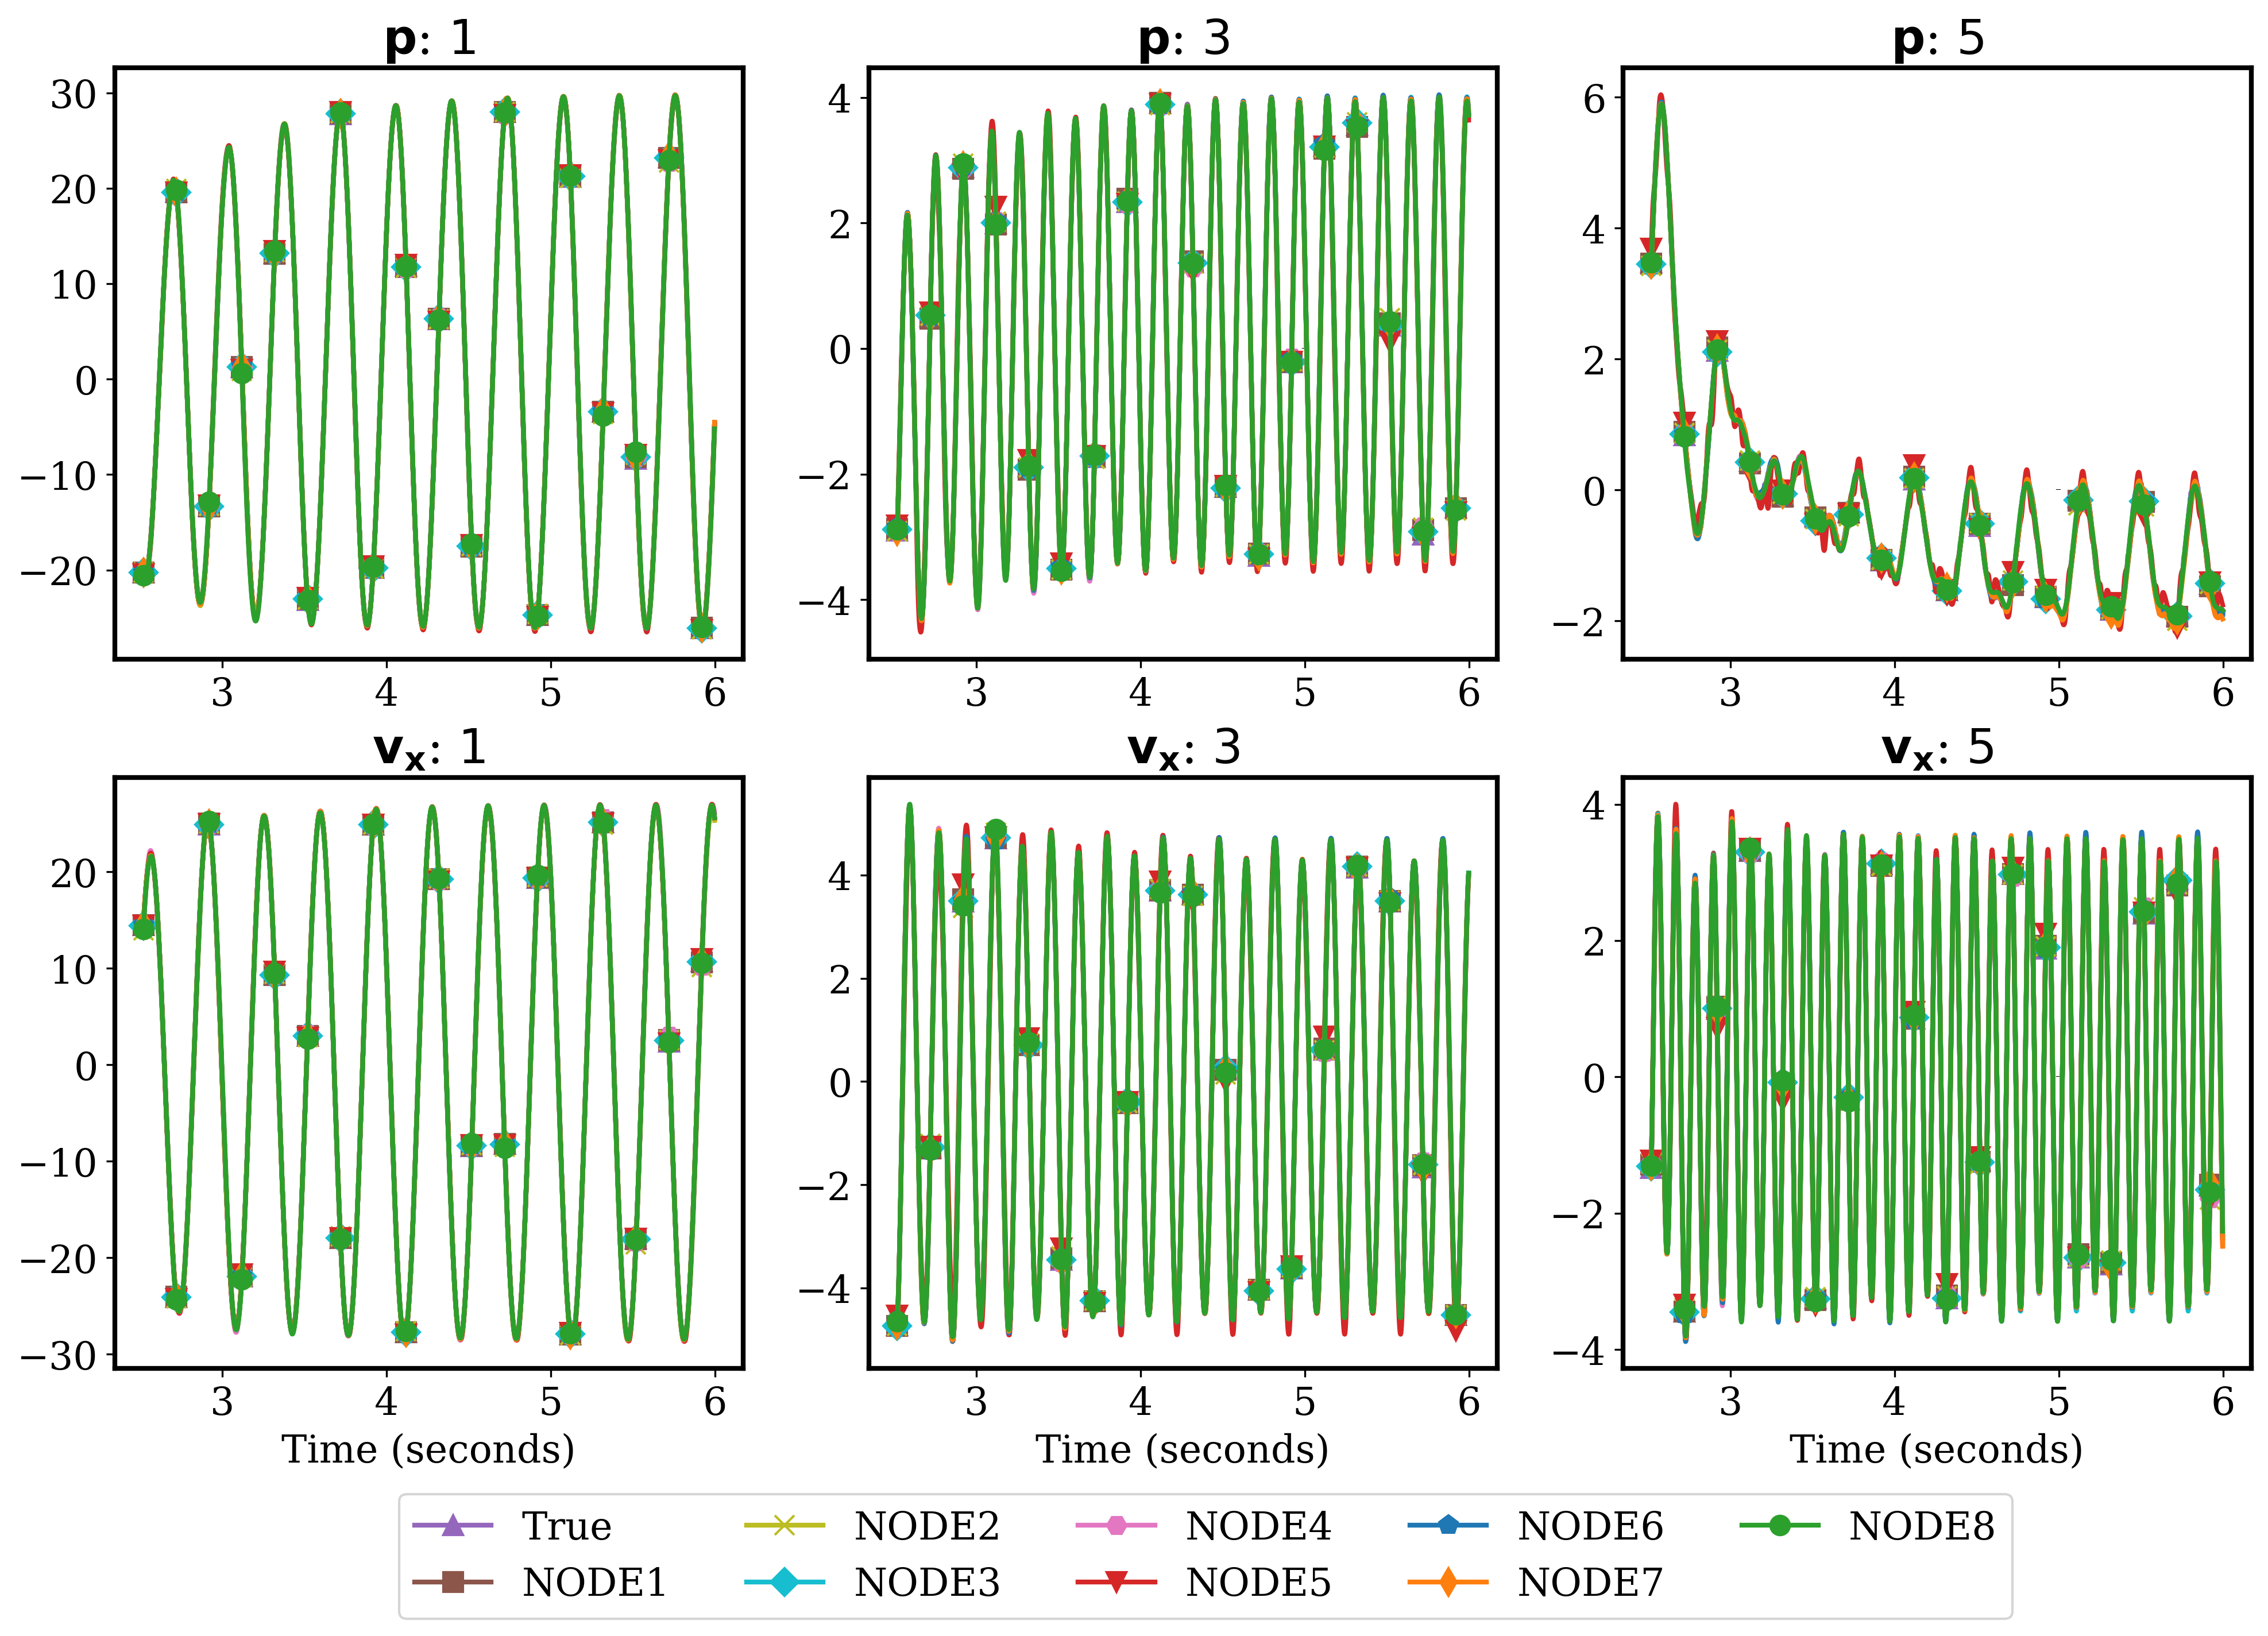 p: 1
p: 3
p: 5
30
20
10
0
−10
−20
4
2
0
−2
−4
6
4
2
0
−2
3 4 5 6
3 4 5 6
3 4 5 6
vx: 1
vx: 3
vx: 5
20
10
0
−10
−20
−30
4
2
0
−2
−4
4
2
0
−2
−4
3 4 5 6
3 4 5 6
3 4 5 6
Time (seconds)
Time (seconds)
Time (seconds)
True NODE2 NODE4 NODE6 NODE8
NODE1 NODE3 NODE5 NODE7